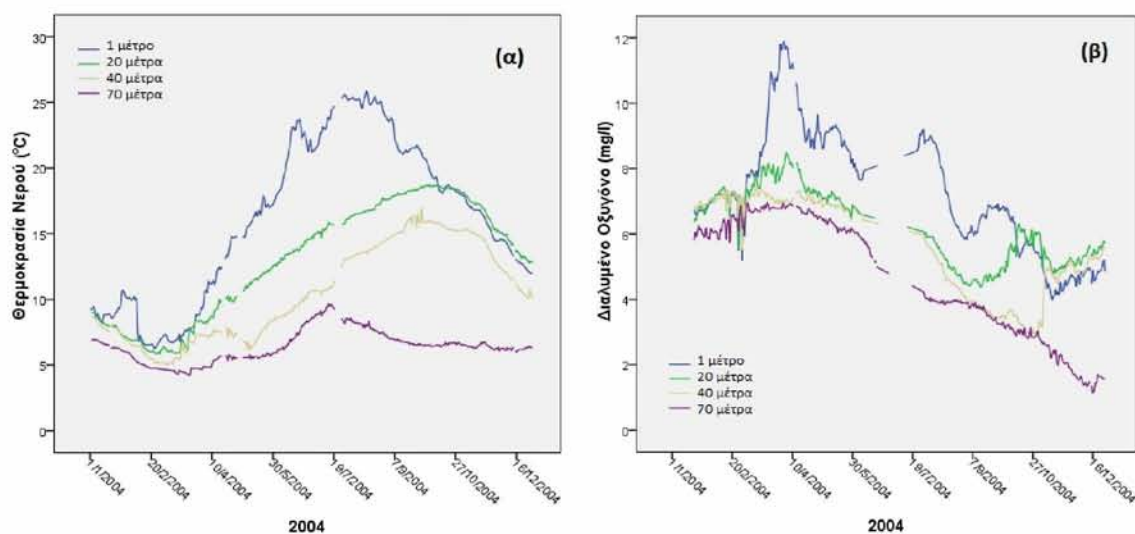 (α)
1 μέτρο
20 μέτρα
40 μέτρα
70 μέτρα
Θερμοκρασία Νερού (°C)
30
25
20
15
10
5
0
1/1/2004
20/2/2004
10/4/2004
30/5/2004
19/7/2004
7/9/2004
27/10/2004
16/12/2004
2004
(β)
Διαλυμένο Οξυγόνο (mg/l)
12
10
8
6
4
2
0
1 μέτρο
20 μέτρα
40 μέτρα
70 μέτρα
1/1/2004
20/2/2004
10/4/2004
30/5/2004
19/7/2004
7/9/2004
27/10/2004
16/12/2004
2004